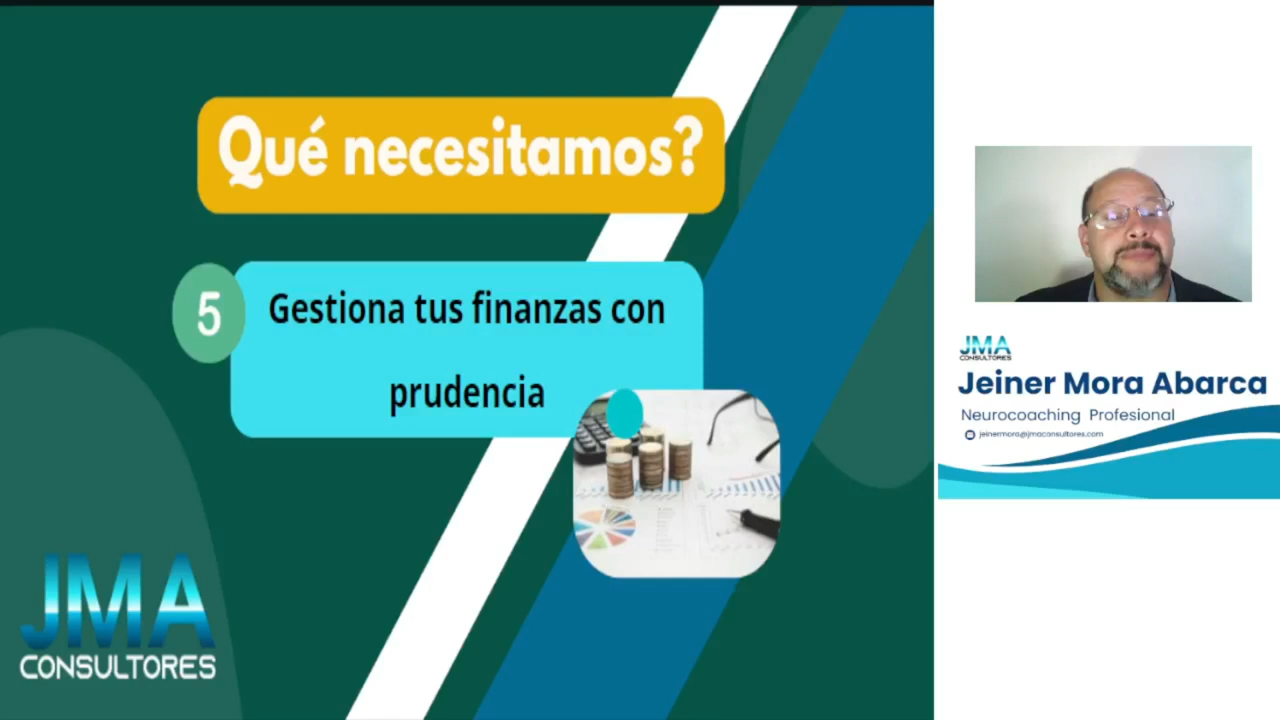 Qué necesitamos?
5
Gestiona tus finanzas con
prudencia
JMA
CONSULTORES
JMA
CONSULTORES
Jeiner Mora Abarca
Neurocoaching Profesional
jeinermora@jmaconsultores.com